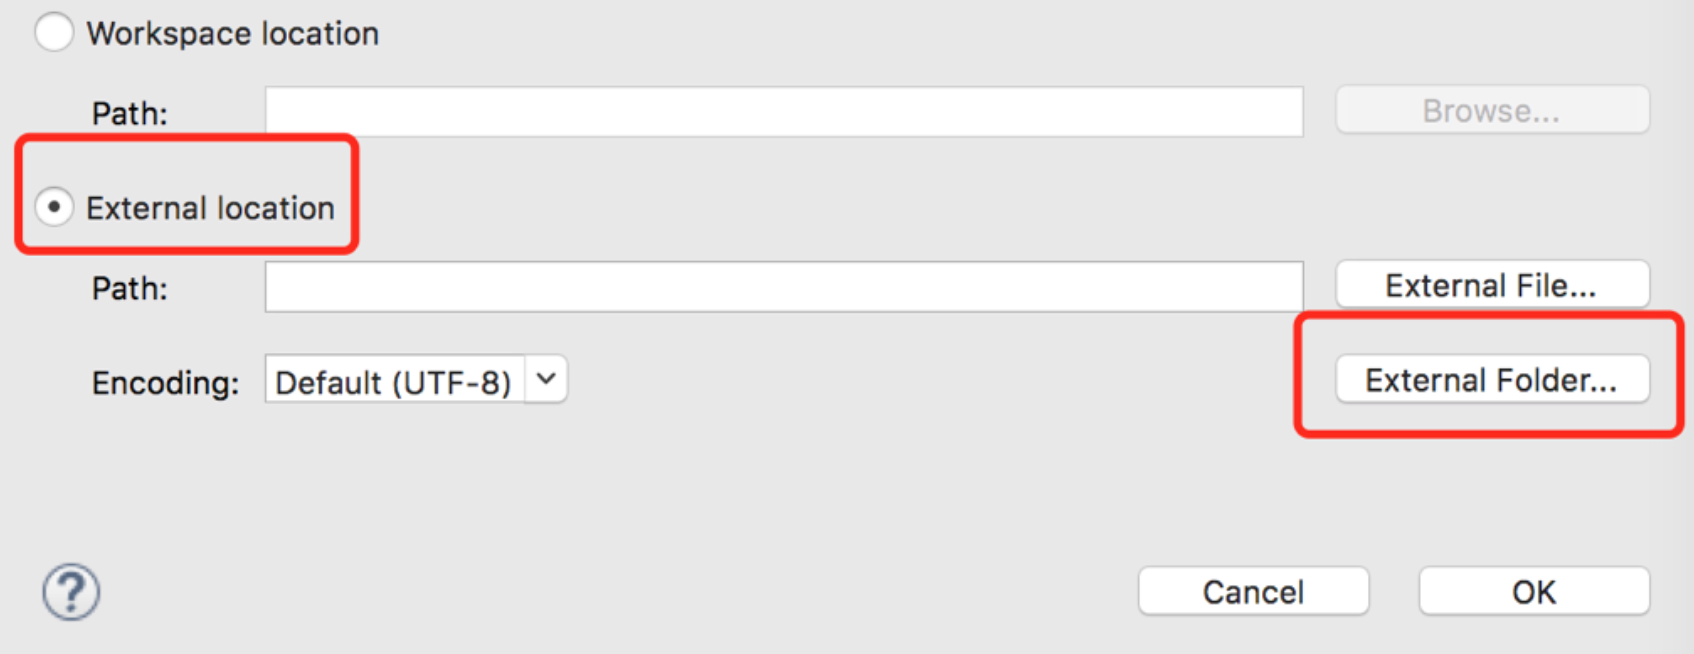 Workspace location
Path:
Browse...
External location
Path:
External File...
Encoding: Default (UTF-8)
External Folder...
?
Cancel
OK